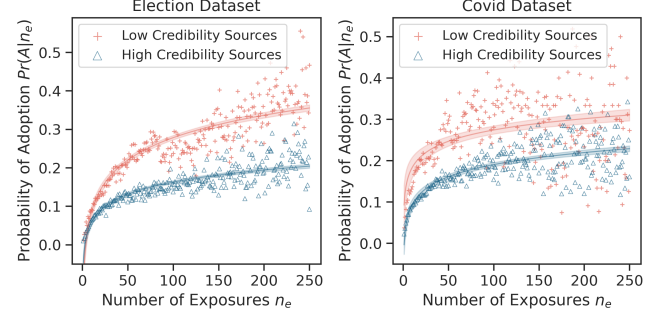 Election Dataset
Low Credibility Sources
High Credibility Sources
Probability of Adoption Pr(A|nₑ)
0.5
0.4
0.3
0.2
0.1
0.0
0 50 100 150 200 250
Number of Exposures nₑ
Covid Dataset
Low Credibility Sources
High Credibility Sources
Probability of Adoption Pr(A|nₑ)
0.5
0.4
0.3
0.2
0.1
0.0
0 50 100 150 200 250
Number of Exposures nₑ